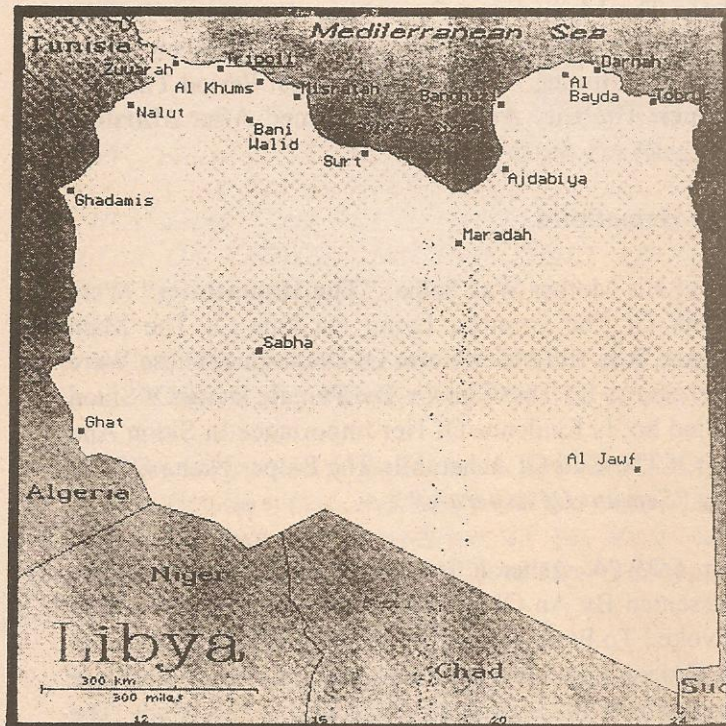 Mediterranean Sea
Tunisia
Zuwarah
Tripoli
Al Khums
Misratah
Nalut
Bani
Walid
Surt
Banghazi
Darnah
Al
Bayda
Tobruk
Ajdabiya
Ghadamis
Maradah
Sabha
Ghat
Al Jawf
Algeria
Niger
Libya
Chad
Sud
300 km
300 miles
12
16
20
24